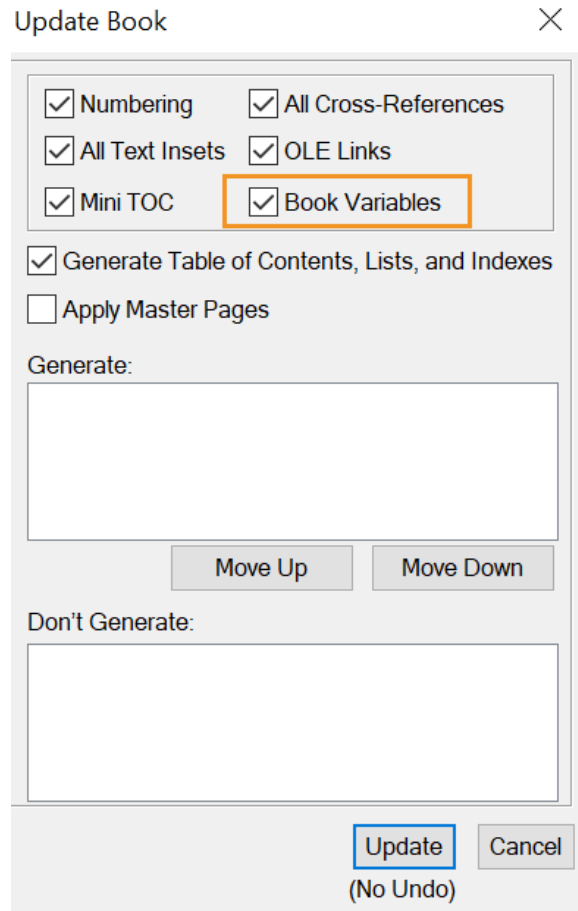 Update Book
Numbering All Cross-References
All Text Insets OLE Links
Mini TOC Book Variables
Generate Table of Contents, Lists, and Indexes
Apply Master Pages
Generate:
Move Up Move Down
Don't Generate:
Update Cancel
(No Undo)